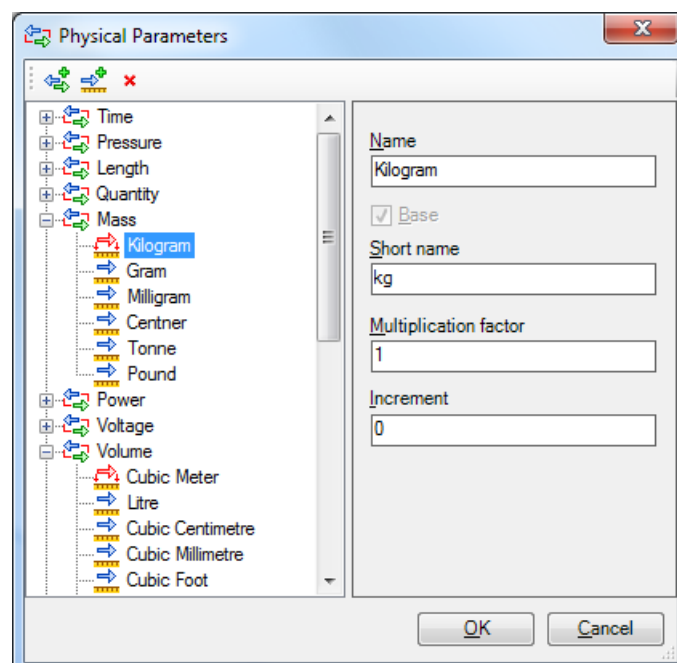 Physical Parameters
Time
Pressure
Length
Quantity
Mass
Kilogram
Gram
Milligram
Centner
Tonne
Pound
Power
Voltage
Volume
Cubic Meter
Litre
Cubic Centimetre
Cubic Millimetre
Cubic Foot
Name
Kilogram
Base
Short name
kg
Multiplication factor
1
Increment
0
OK
Cancel